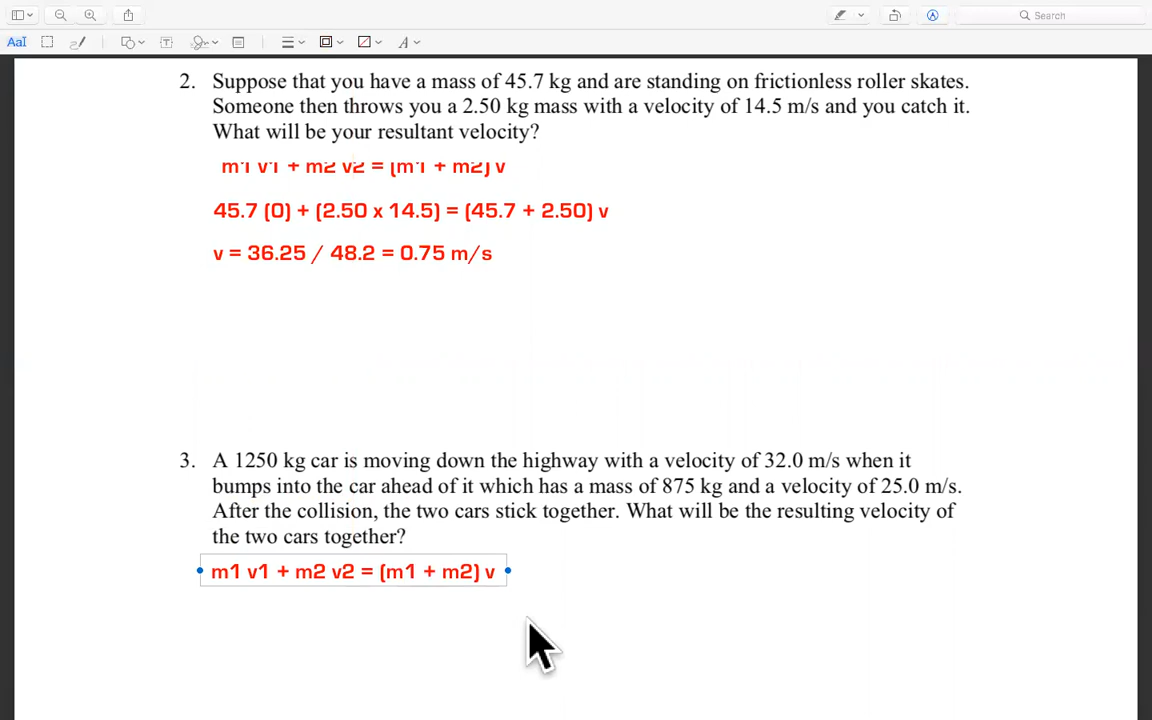 Search
AaI
A
2. Suppose that you have a mass of 45.7 kg and are standing on frictionless roller skates.
Someone then throws you a 2.50 kg mass with a velocity of 14.5 m/s and you catch it.
What will be your resultant velocity?
m1 v1 + m2 v2 = (m1 + m2) v
45.7 (0) + (2.50 x 14.5) = (45.7 + 2.50) v
v = 36.25 / 48.2 = 0.75 m/s
3. A 1250 kg car is moving down the highway with a velocity of 32.0 m/s when it
bumps into the car ahead of it which has a mass of 875 kg and a velocity of 25.0 m/s.
After the collision, the two cars stick together. What will be the resulting velocity of
the two cars together?
m1 v1 + m2 v2 = (m1 + m2) v